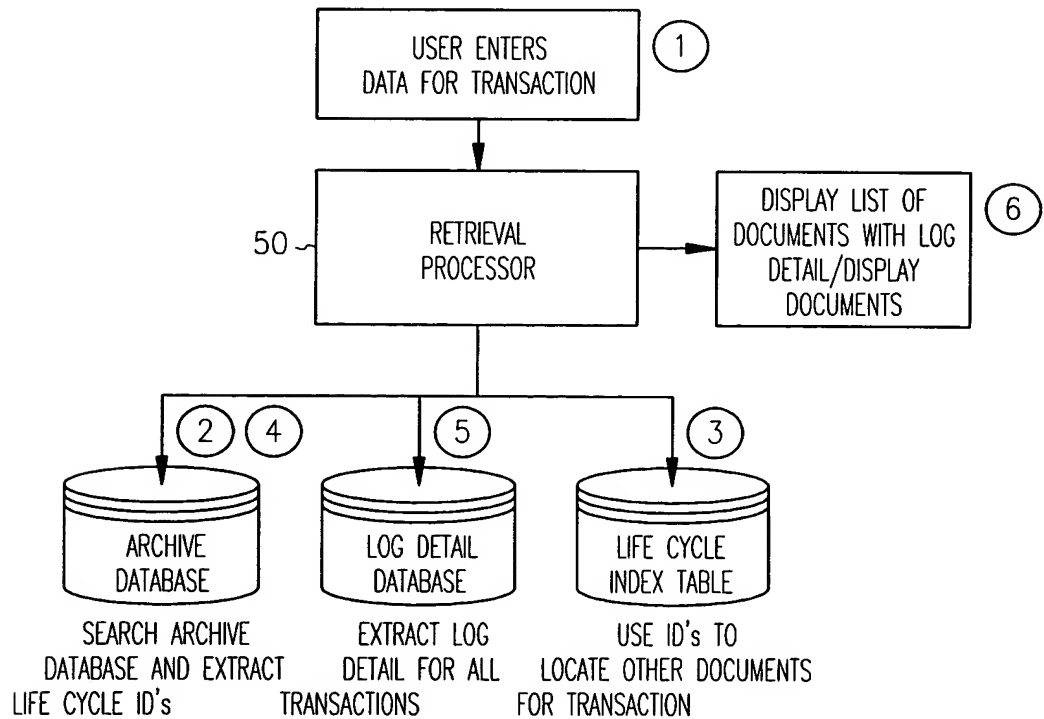 USER ENTERS
DATA FOR TRANSACTION
1
50
RETRIEVAL
PROCESSOR
DISPLAY LIST OF
DOCUMENTS WITH LOG
DETAIL/DISPLAY
DOCUMENTS
6
2
4
5
3
ARCHIVE
DATABASE
LOG DETAIL
DATABASE
LIFE CYCLE
INDEX TABLE
SEARCH ARCHIVE
DATABASE AND EXTRACT
LIFE CYCLE ID's
EXTRACT LOG
DETAIL FOR ALL
TRANSACTIONS
USE ID's TO
LOCATE OTHER DOCUMENTS
FOR TRANSACTION